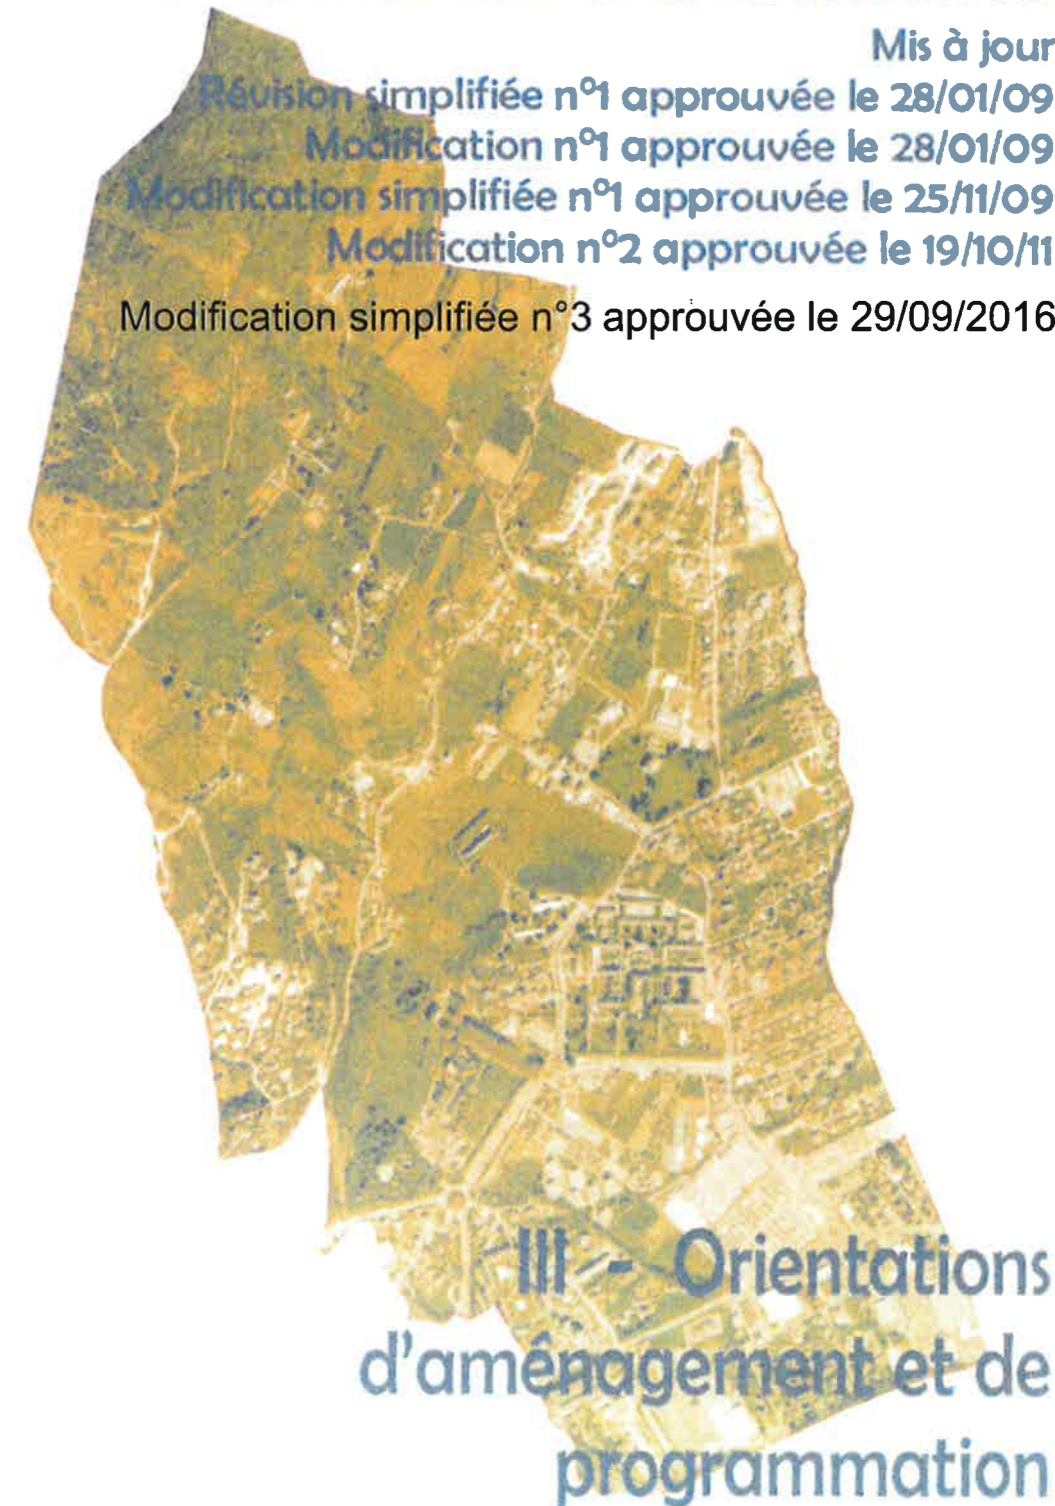 Mis à jour
Révision simplifiée n°1 approuvée le 28/01/09
Modification n°1 approuvée le 28/01/09
Modification simplifiée n°1 approuvée le 25/11/09
Modification n°2 approuvée le 19/10/11
Modification simplifiée n°3 approuvée le 29/09/2016
III - Orientations
d'aménagement et de
programmation